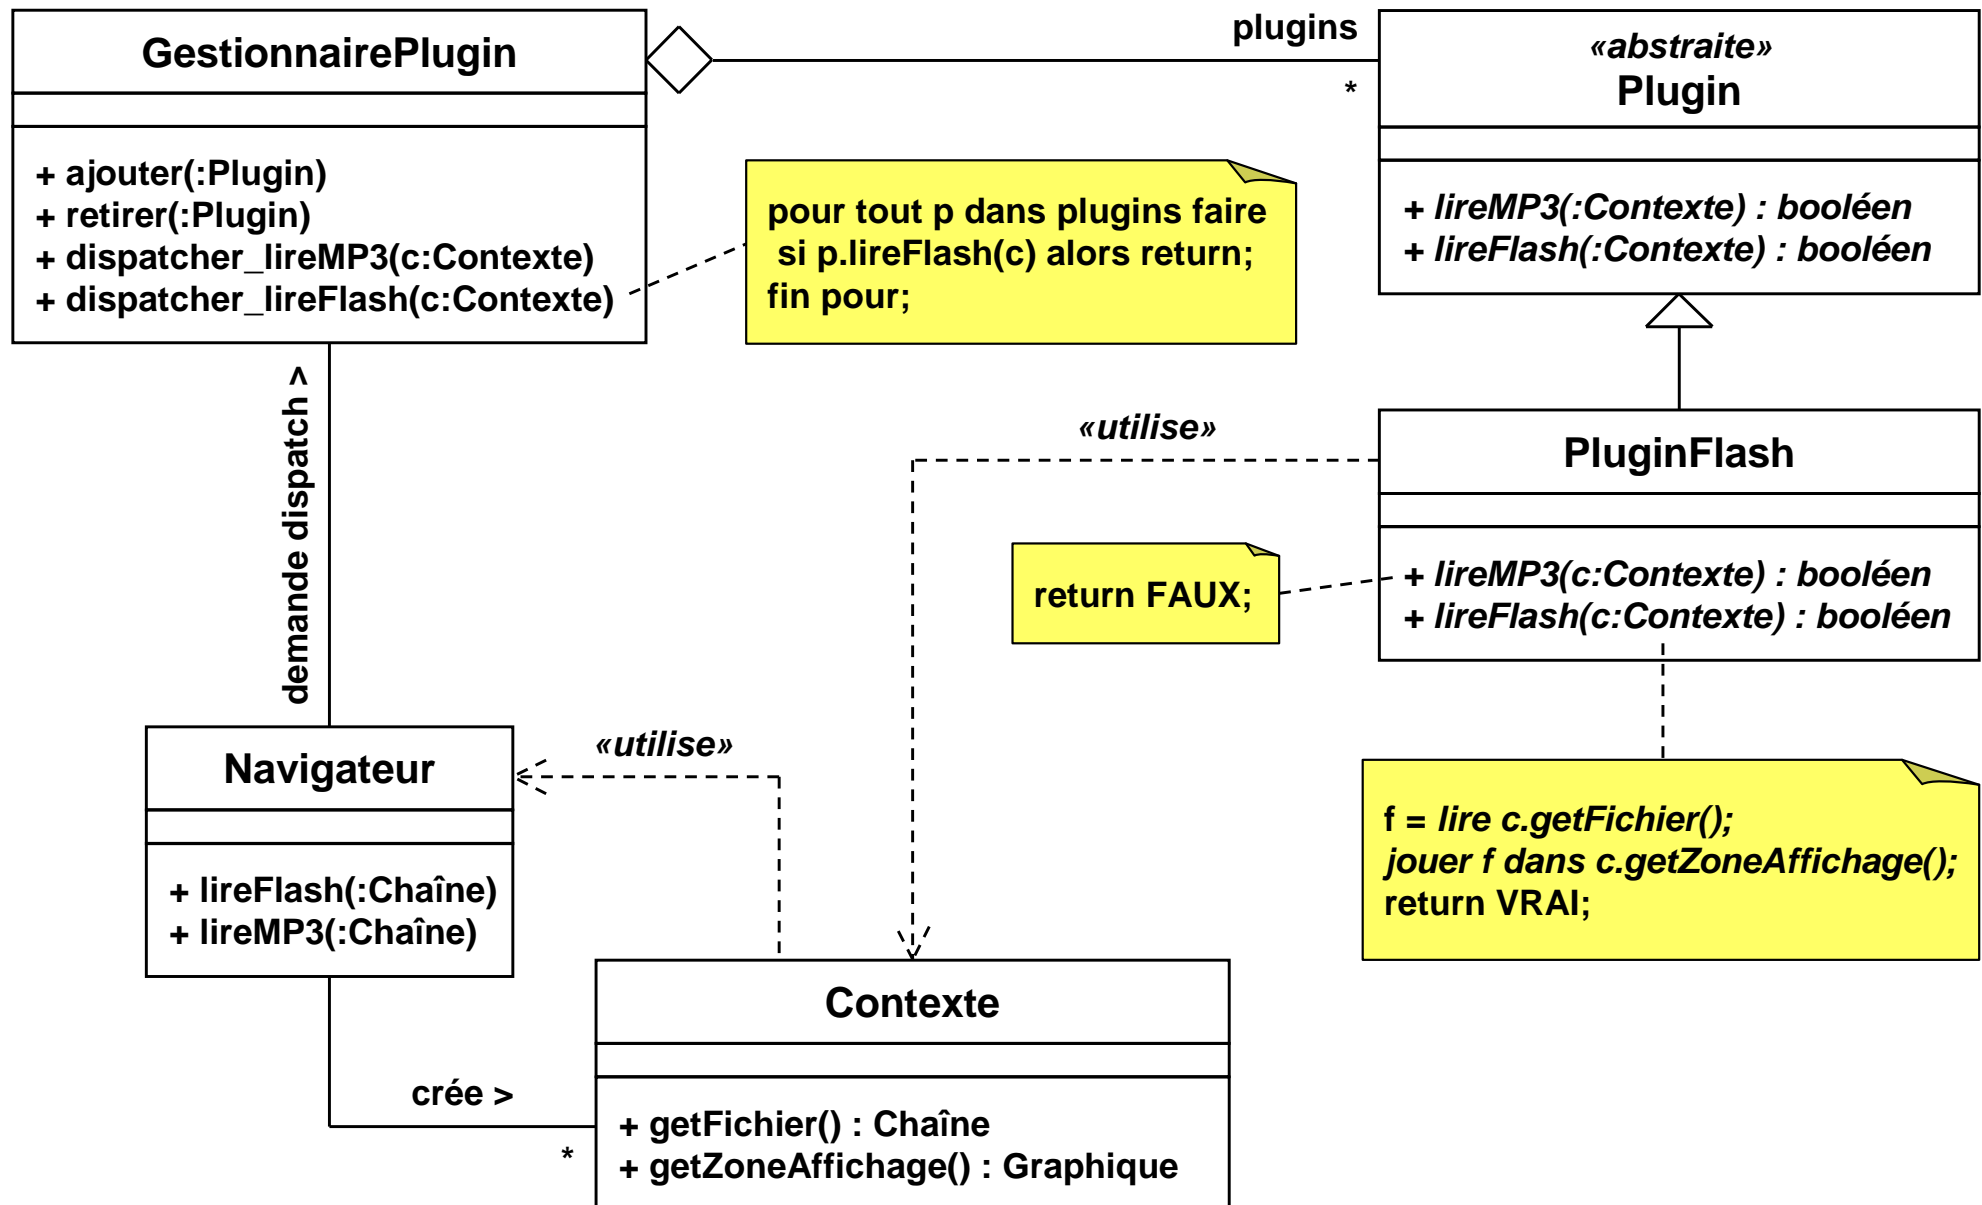 GestionnairePlugin
+ ajouter(:Plugin)
+ retirer(:Plugin)
+ dispatcher_lireMP3(c:Contexte)
+ dispatcher_lireFlash(c:Contexte)
plugins
*
«abstraite»
Plugin
+ lireMP3(:Contexte) : booléen
+ lireFlash(:Contexte) : booléen
pour tout p dans plugins faire
si p.lireFlash(c) alors return;
fin pour;
demande dispatch >
«utilise»
PluginFlash
+ lireMP3(c:Contexte) : booléen
+ lireFlash(c:Contexte) : booléen
return FAUX;
Navigateur
+ lireFlash(:Chaîne)
+ lireMP3(:Chaîne)
«utilise»
f = lire c.getFichier();
jouer f dans c.getZoneAffichage();
return VRAI;
crée >
*
Contexte
+ getFichier() : Chaîne
+ getZoneAffichage() : Graphique